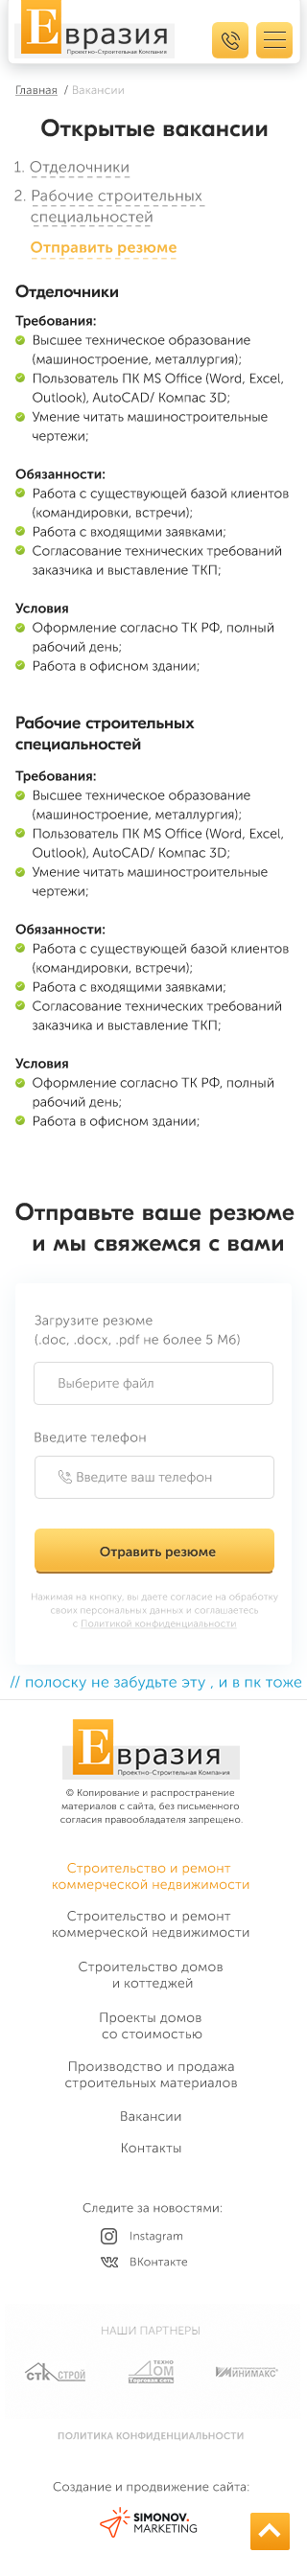 Евразия
Проектно-Строительная Компания
Главная / Вакансии
Открытые вакансии
1. Отделочники
2. Рабочие строительных
специальностей
Отправить резюме
Отделочники
Требования:
Высшее техническое образование
(машиностроение, металлургия);
Пользователь ПК MS Office (Word, Excel,
Outlook), AutoCAD/ Компас 3D;
Умение читать машиностроительные
чертежи;
Обязанности:
Работа с существующей базой клиентов
(командировки, встречи);
Работа с входящими заявками;
Согласование технических требований
заказчика и выставление ТКП;
Условия
Оформление согласно ТК РФ, полный
рабочий день;
Работа в офисном здании;
Рабочие строительных
специальностей
Требования:
Высшее техническое образование
(машиностроение, металлургия);
Пользователь ПК MS Office (Word, Excel,
Outlook), AutoCAD/ Компас 3D;
Умение читать машиностроительные
чертежи;
Обязанности:
Работа с существующей базой клиентов
(командировки, встречи);
Работа с входящими заявками;
Согласование технических требований
заказчика и выставление ТКП;
Условия
Оформление согласно ТК РФ, полный
рабочий день;
Работа в офисном здании;
Отправьте ваше резюме
и мы свяжемся с вами
Загрузите резюме
(.doc, .docx, .pdf не более 5 Мб)
Выберите файл
Введите телефон
Введите ваш телефон
Отравить резюме
Нажимая на кнопку, вы даете согласие на обработку
своих персональных данных и соглашаетесь
с Политикой конфиденциальности
// полоску не забудьте эту , и в пк тоже
Евразия
Проектно-Строительная Компания
© Копирование и распространение
материалов с сайта, без письменного
согласия правообладателя запрещено.
Строительство и ремонт
коммерческой недвижимости
Строительство и ремонт
коммерческой недвижимости
Строительство домов
и коттеджей
Проекты домов
со стоимостью
Производство и продажа
строительных материалов
Вакансии
Контакты
Следите за новостями:
Instagram
ВКонтакте
НАШИ ПАРТНЕРЫ
стк СТРОЙ
ТЕХНО ДОМ
Торговая сеть
МИНИМАКС
ПОЛИТИКА КОНФИДЕНЦИАЛЬНОСТИ
Создание и продвижение сайта:
SIMONOV.
MARKETING